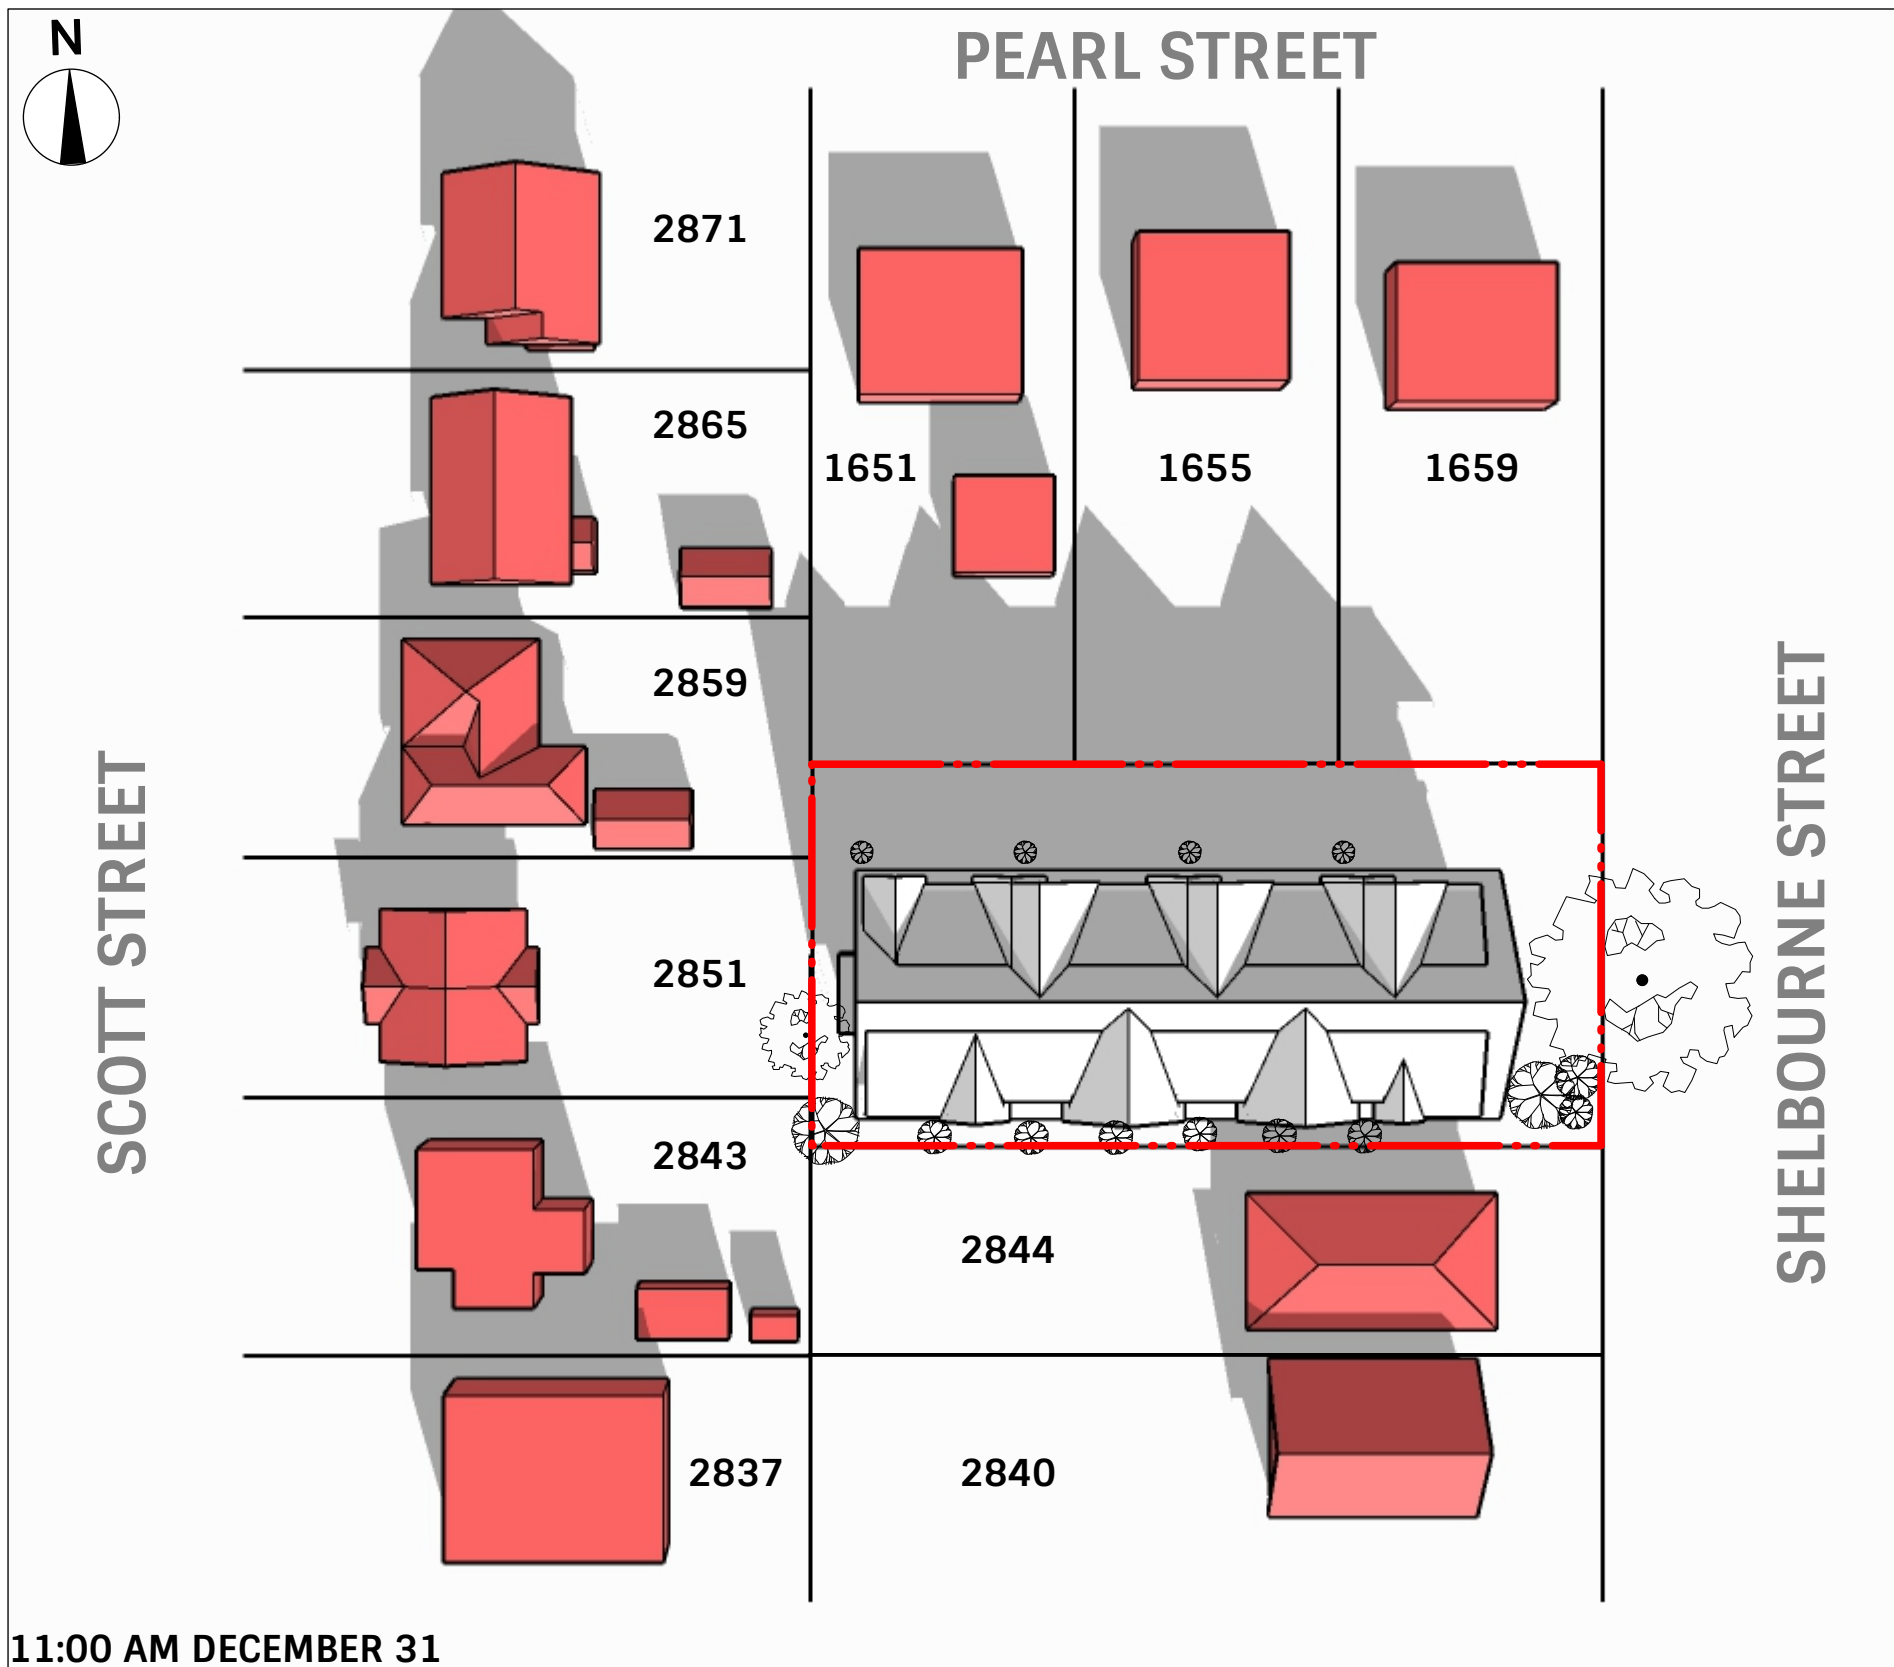 N
PEARL STREET
2871
2865
1651
1655
1659
2859
SCOTT STREET
SHELBOURNE STREET
2851
2843
2844
2837
2840
11:00 AM DECEMBER 31